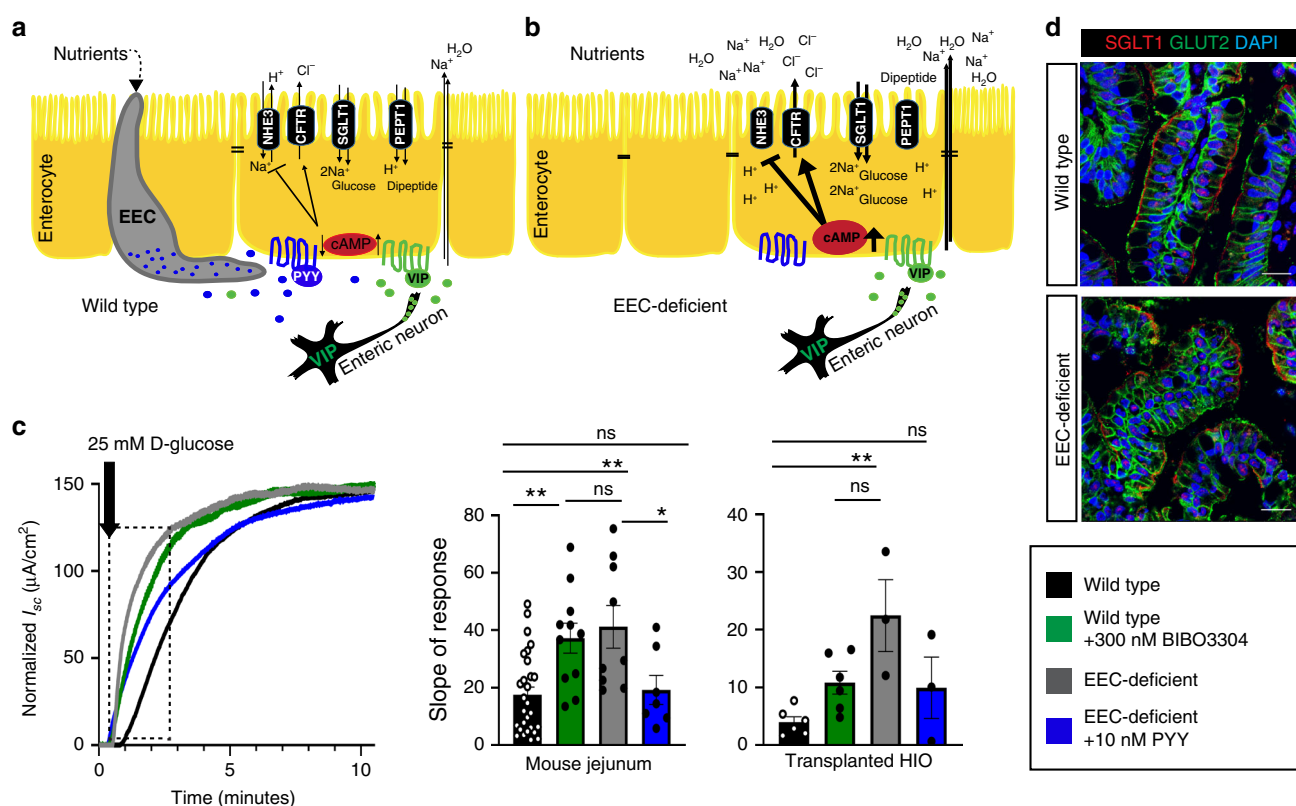 a
Nutrients
H⁺
Cl⁻
Na⁺
H₂O
NHE3
CFTR
SGLT1
PEPT1
Na⁺
2Na⁺
Glucose
H⁺
Dipeptide
Enterocyte
EEC
cAMP
PYY
VIP
Wild type
VIP
Enteric neuron
b
Nutrients
H₂O
Na⁺
H₂O
Cl⁻
Na⁺ Na⁺
Cl⁻
Cl⁻
H₂O
Na⁺
H₂O
Na⁺
Na⁺
H₂O
Dipeptide
NHE3
CFTR
SGLT1
PEPT1
H⁺
H⁺
H⁺
2Na⁺
Glucose
2Na⁺
Glucose
H⁺
H⁺
Enterocyte
cAMP
VIP
EEC-deficient
VIP
Enteric neuron
d
SGLT1 GLUT2 DAPI
Wild type
EEC-deficient
c
25 mM D-glucose
Normalized Isc (µA/cm²)
150
100
50
0
0
5
10
Time (minutes)
Slope of response
80
60
40
20
0
ns
**
**
ns
*
Mouse jejunum
40
30
20
10
0
ns
**
ns
Transplanted HIO
Wild type
Wild type
+300 nM BIBO3304
EEC-deficient
EEC-deficient
+10 nM PYY